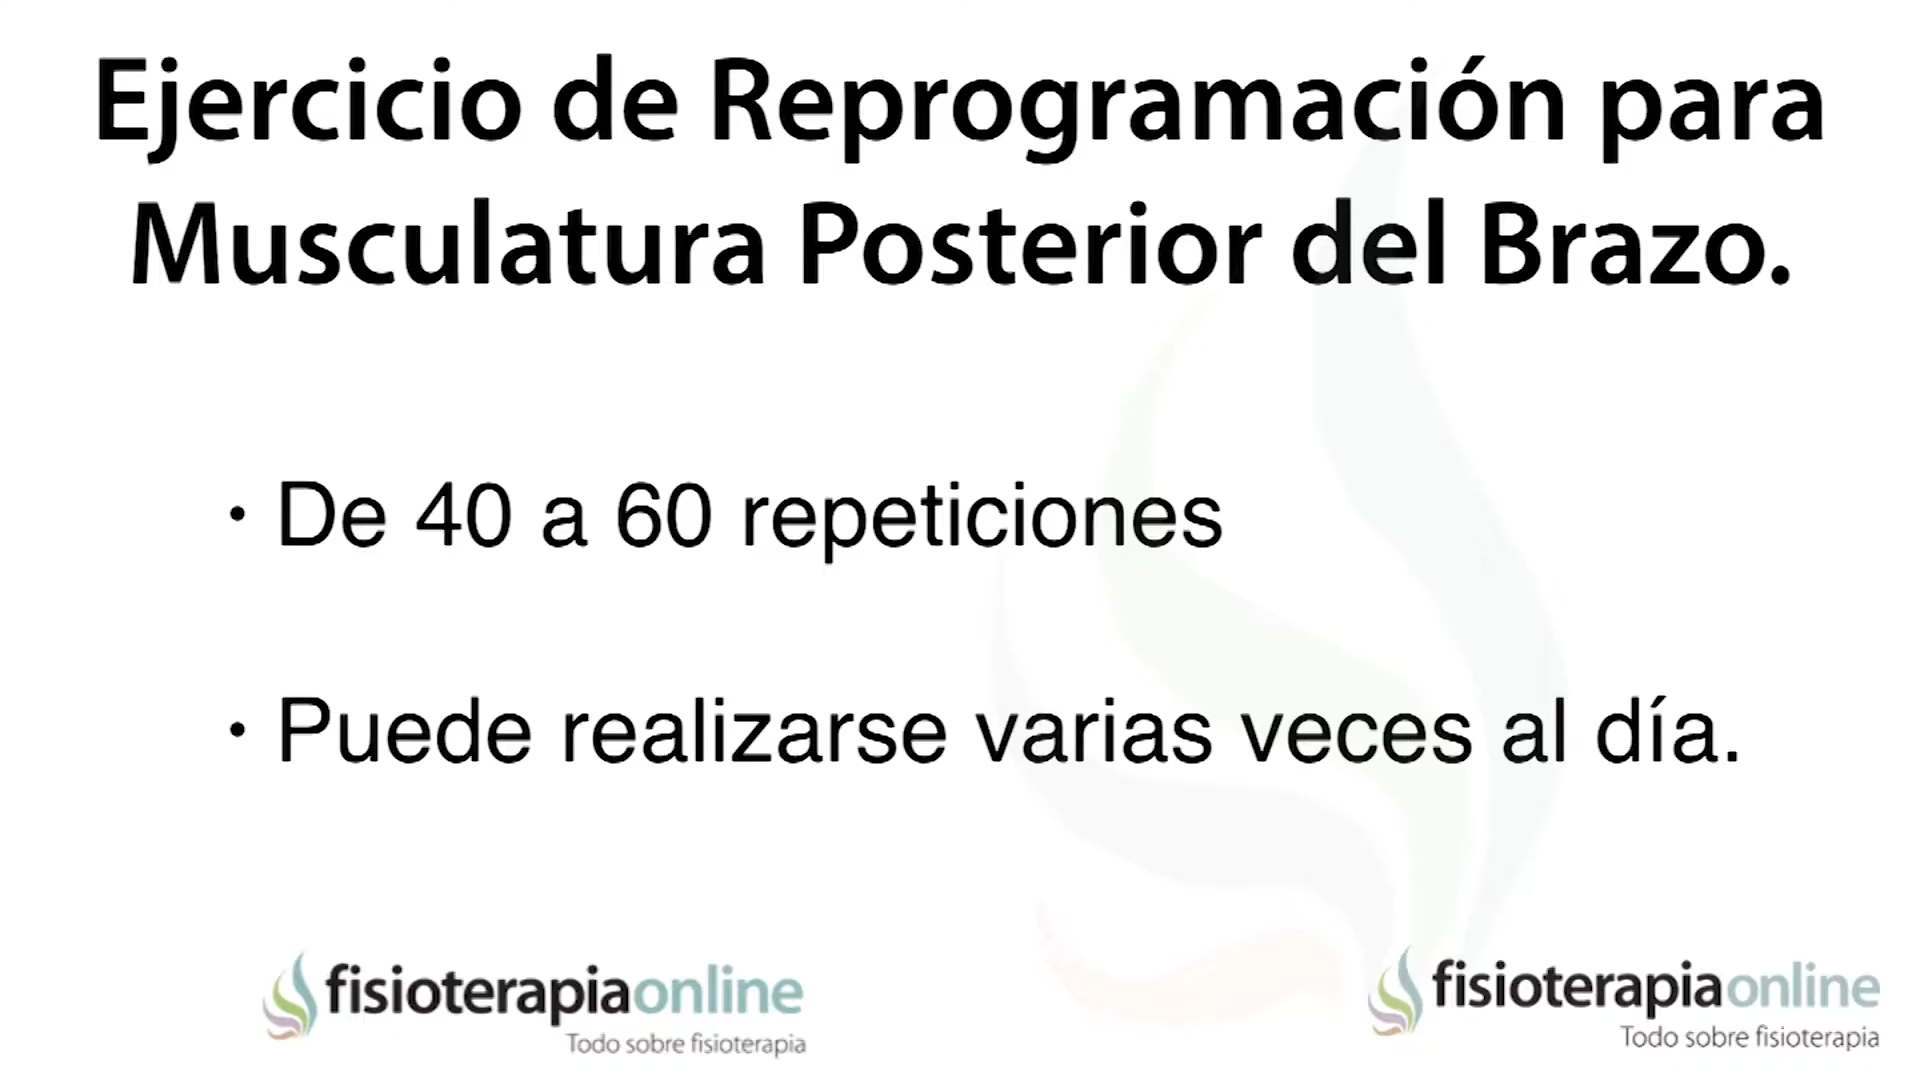 Ejercicio de Reprogramación para
Musculatura Posterior del Brazo.
· De 40 a 60 repeticiones
· Puede realizarse varias veces al día.
fisioterapiaonline
Todo sobre fisioterapia
fisioterapiaonline
Todo sobre fisioterapia